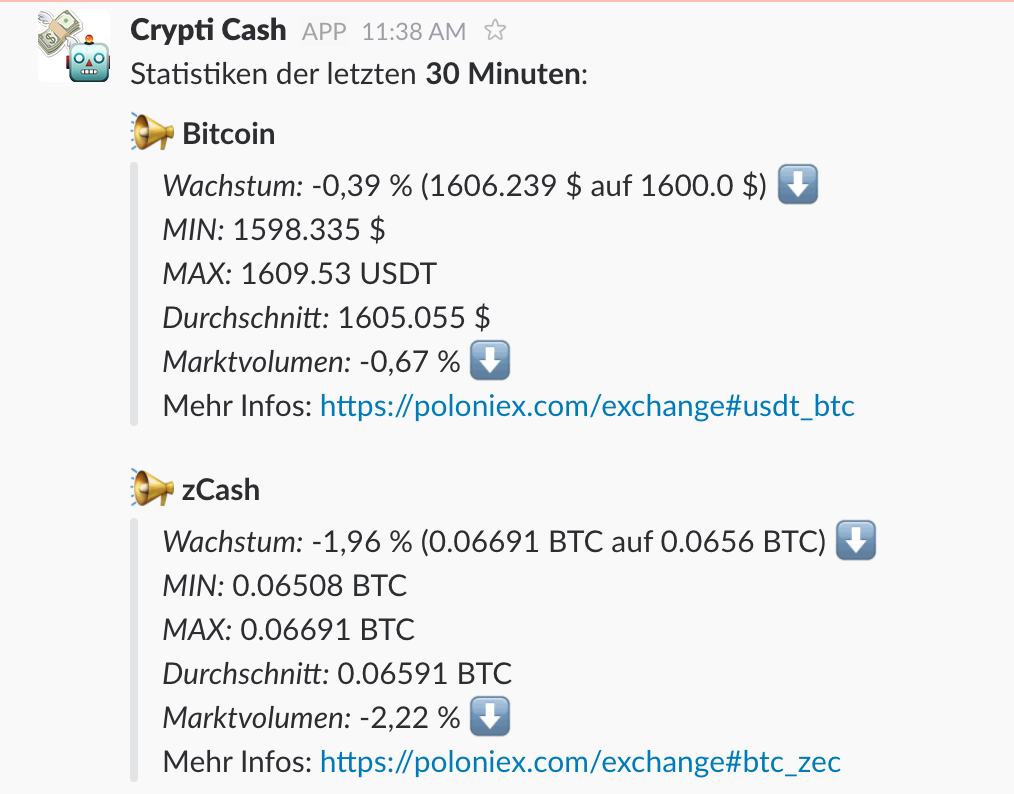 Crypti Cash APP 11:38 AM
Statistiken der letzten 30 Minuten:
Bitcoin
Wachstum: -0,39 % (1606.239 $ auf 1600.0 $)
MIN: 1598.335 $
MAX: 1609.53 USDT
Durchschnitt: 1605.055 $
Marktvolumen: -0,67 %
Mehr Infos: https://poloniex.com/exchange#usdt_btc
zCash
Wachstum: -1,96 % (0.06691 BTC auf 0.0656 BTC)
MIN: 0.06508 BTC
MAX: 0.06691 BTC
Durchschnitt: 0.06591 BTC
Marktvolumen: -2,22 %
Mehr Infos: https://poloniex.com/exchange#btc_zec